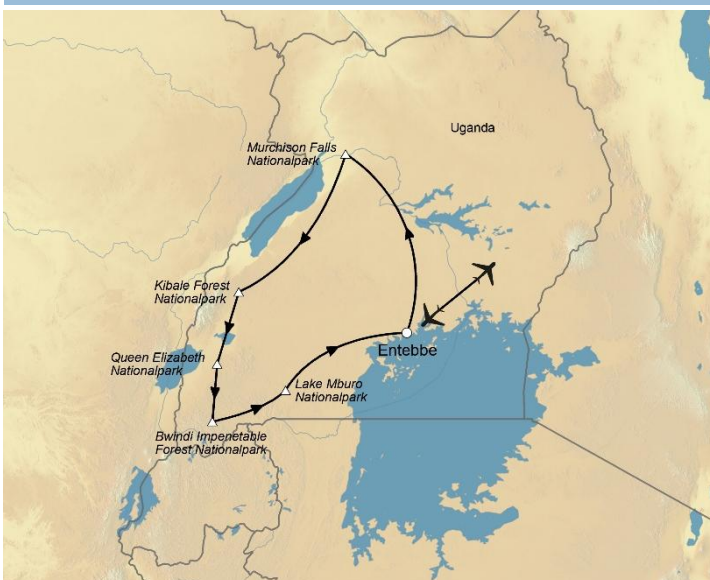 Uganda
Murchison Falls
Nationalpark
Kibale Forest
Nationalpark
Queen Elizabeth
Nationalpark
Entebbe
Lake Mburo
Nationalpark
Bwindi Impenetable
Forest Nationalpark